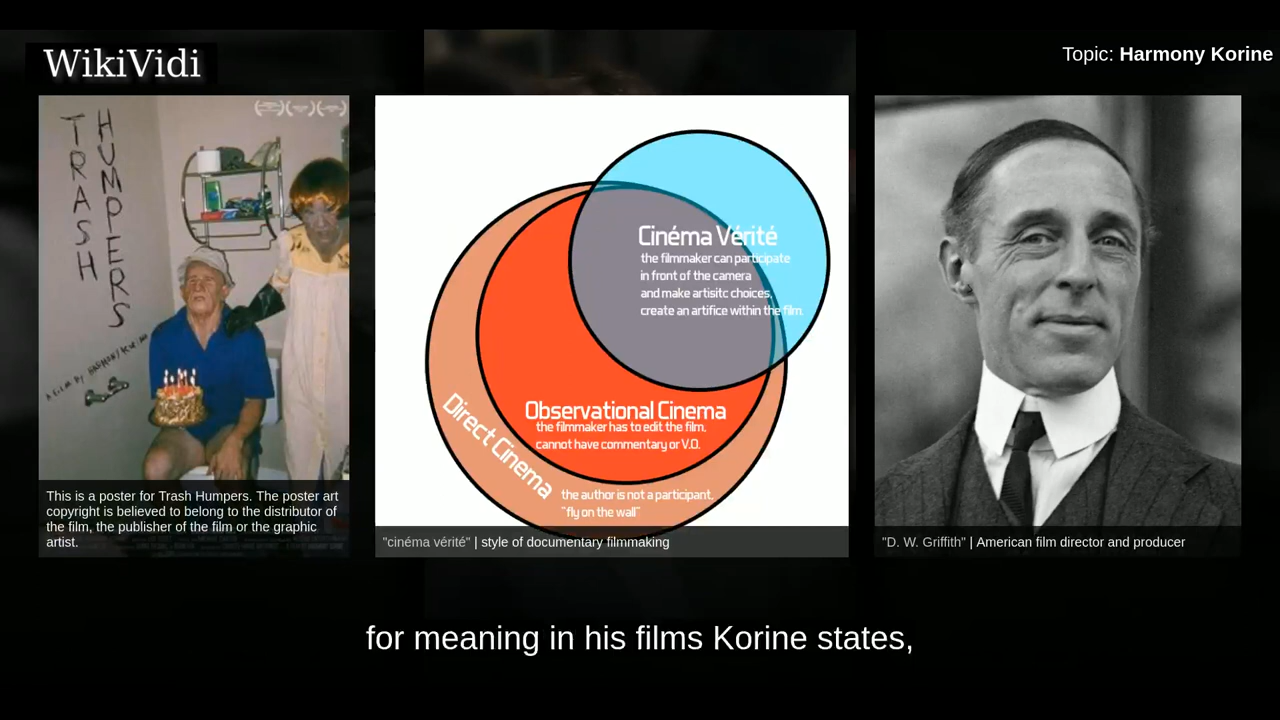 WikiVidi
Topic: Harmony Korine
TRASH
HUMPERS
A FILM BY HARMONY KORINE
This is a poster for Trash Humpers. The poster art
copyright is believed to belong to the distributor of
the film, the publisher of the film or the graphic
artist.
Cinéma Vérité
the filmmaker can participate
in front of the camera
and make artisitc choices,
create an artifice within the film.
Observational Cinema
the filmmaker has to edit the film,
cannot have commentary or V.O.
Direct Cinema
the author is not a participant,
"fly on the wall"
"cinéma vérité" | style of documentary filmmaking
"D. W. Griffith" | American film director and producer
for meaning in his films Korine states,